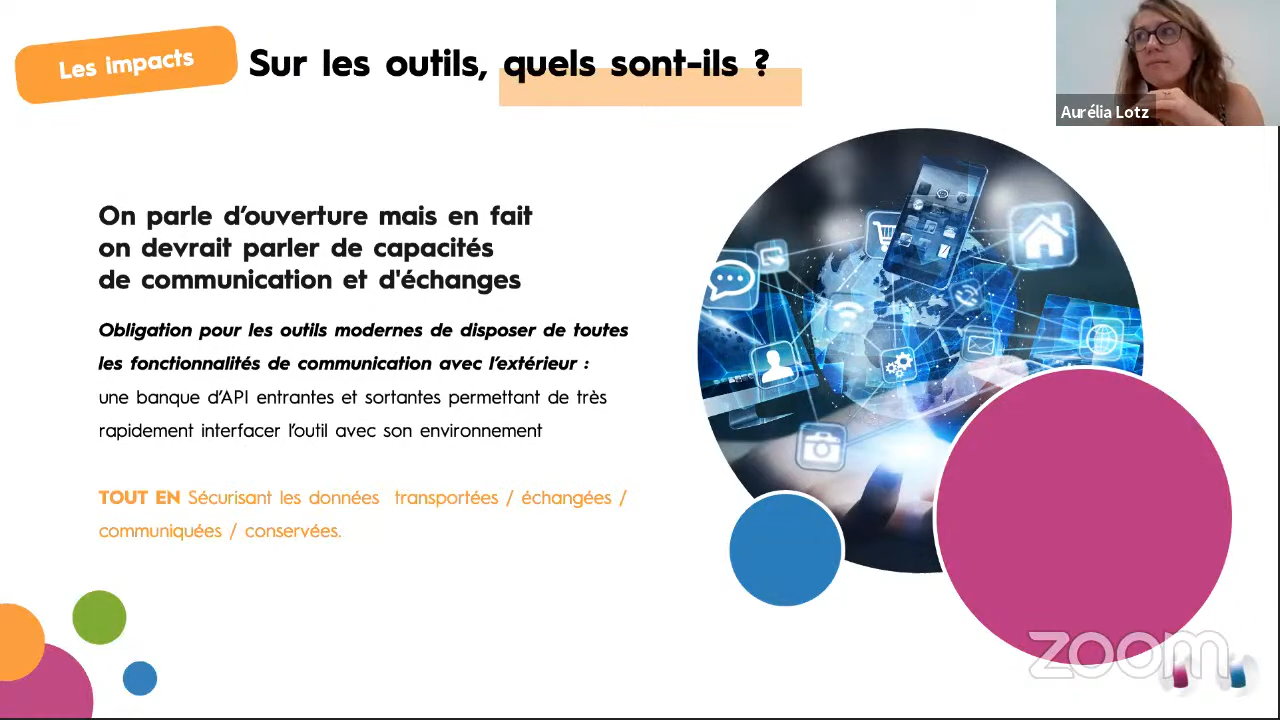 Les impacts
Sur les outils, quels sont-ils ?
Aurélia Lotz
On parle d’ouverture mais en fait
on devrait parler de capacités
de communication et d'échanges
Obligation pour les outils modernes de disposer de toutes
les fonctionnalités de communication avec l’extérieur :
une banque d’API entrantes et sortantes permettant de très
rapidement interfacer l’outil avec son environnement
TOUT EN Sécurisant les données transportées / échangées /
communiquées / conservées.
zoom